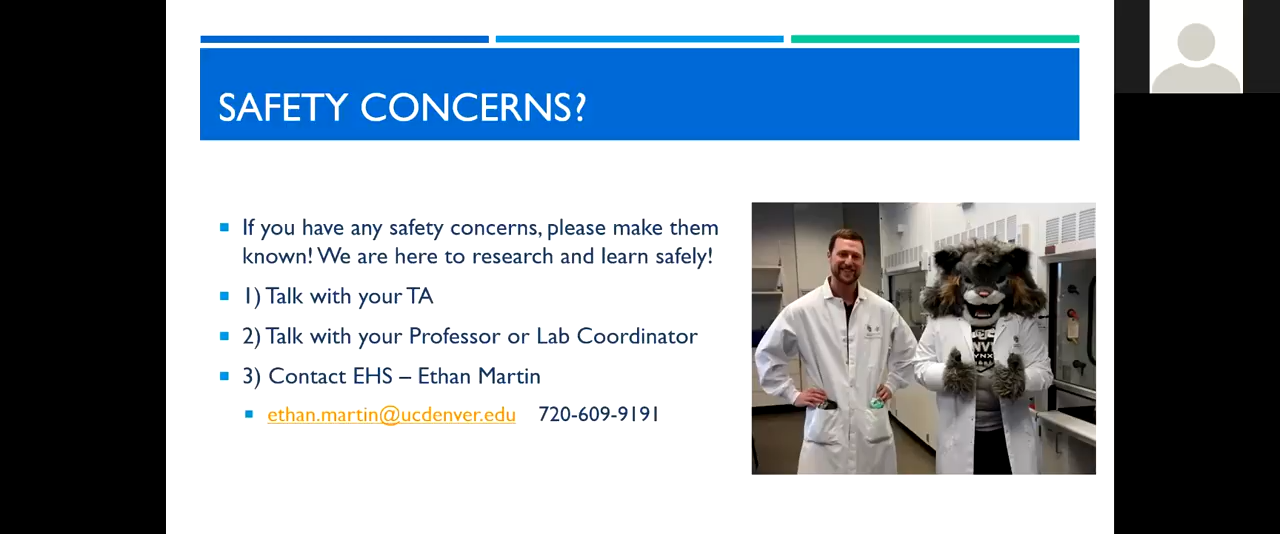 SAFETY CONCERNS?
If you have any safety concerns, please make them
known! We are here to research and learn safely!
1) Talk with your TA
2) Talk with your Professor or Lab Coordinator
3) Contact EHS – Ethan Martin
ethan.martin@ucdenver.edu 720-609-9191